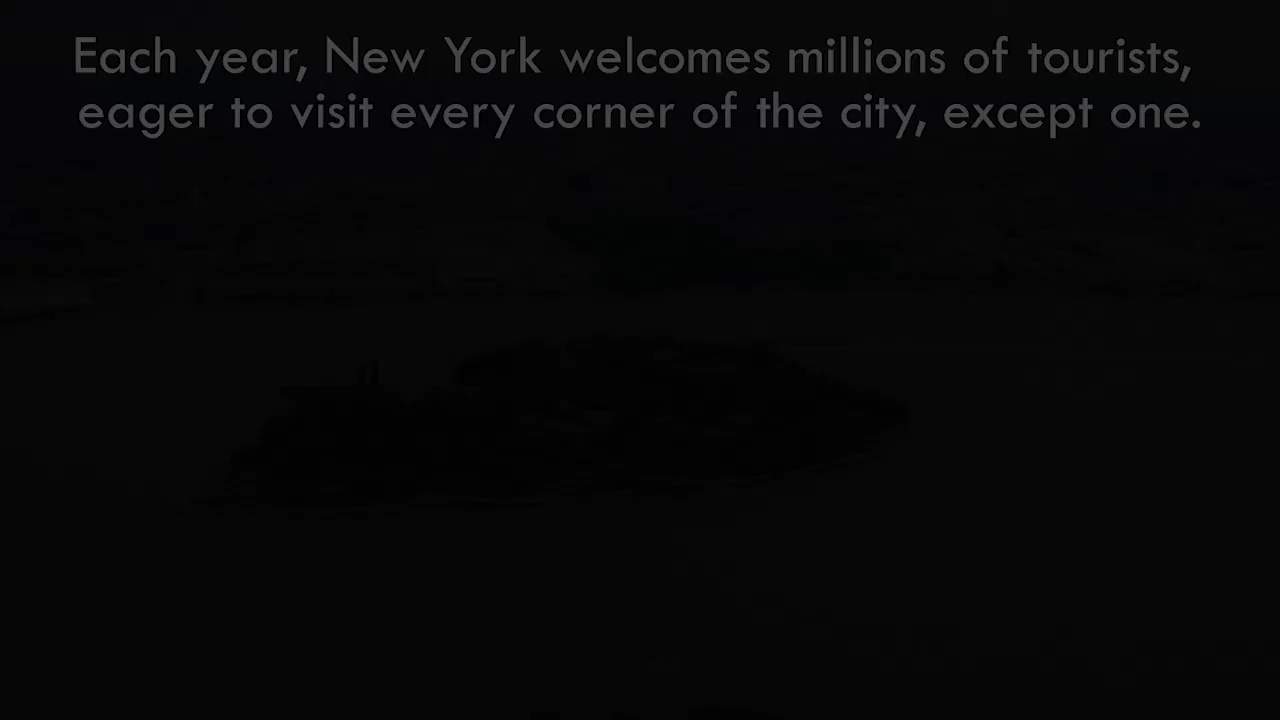 Each year, New York welcomes millions of tourists,
eager to visit every corner of the city, except one.